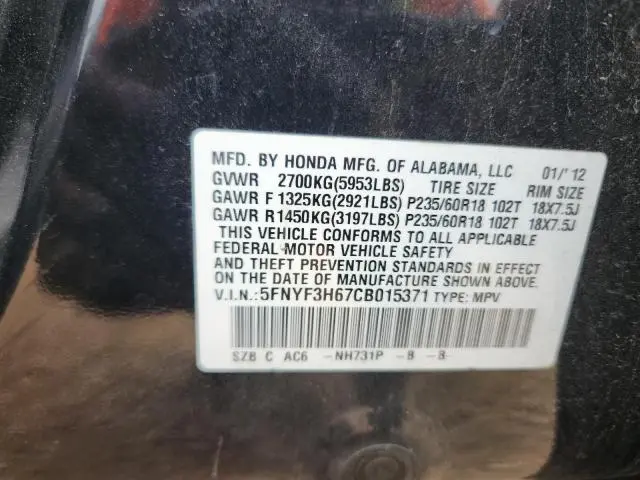 MFD. BY HONDA MFG. OF ALABAMA, LLC 01/'12
GVWR 2700KG(5953LBS) TIRE SIZE RIM SIZE
GAWR F 1325KG(2921LBS) P235/60R18 102T 18X7.5J
GAWR R 1450KG(3197LBS) P235/60R18 102T 18X7.5J
THIS VEHICLE CONFORMS TO ALL APPLICABLE
FEDERAL MOTOR VEHICLE SAFETY
AND THEFT PREVENTION STANDARDS IN EFFECT
ON THE DATE OF MANUFACTURE SHOWN ABOVE.
V.I.N.: 5FNYF3H67CB015371 TYPE: MPV
SZB C AC6 -NH731P -B -B-